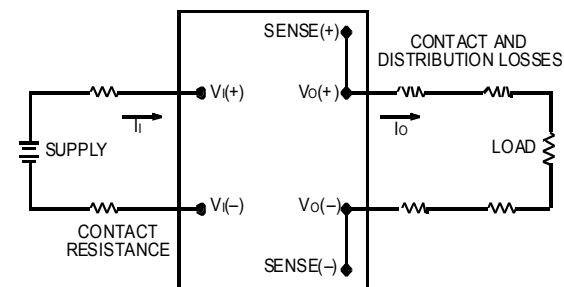 SENSE(+)
CONTACT AND
DISTRIBUTION LOSSES
VI(+)
VO(+)
II
IO
SUPPLY
LOAD
VI(–)
VO(–)
CONTACT
RESISTANCE
SENSE(–)